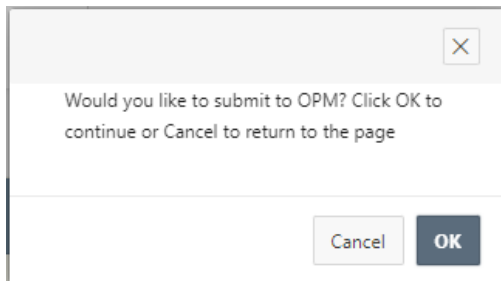 Would you like to submit to OPM? Click OK to
continue or Cancel to return to the page
Cancel
OK